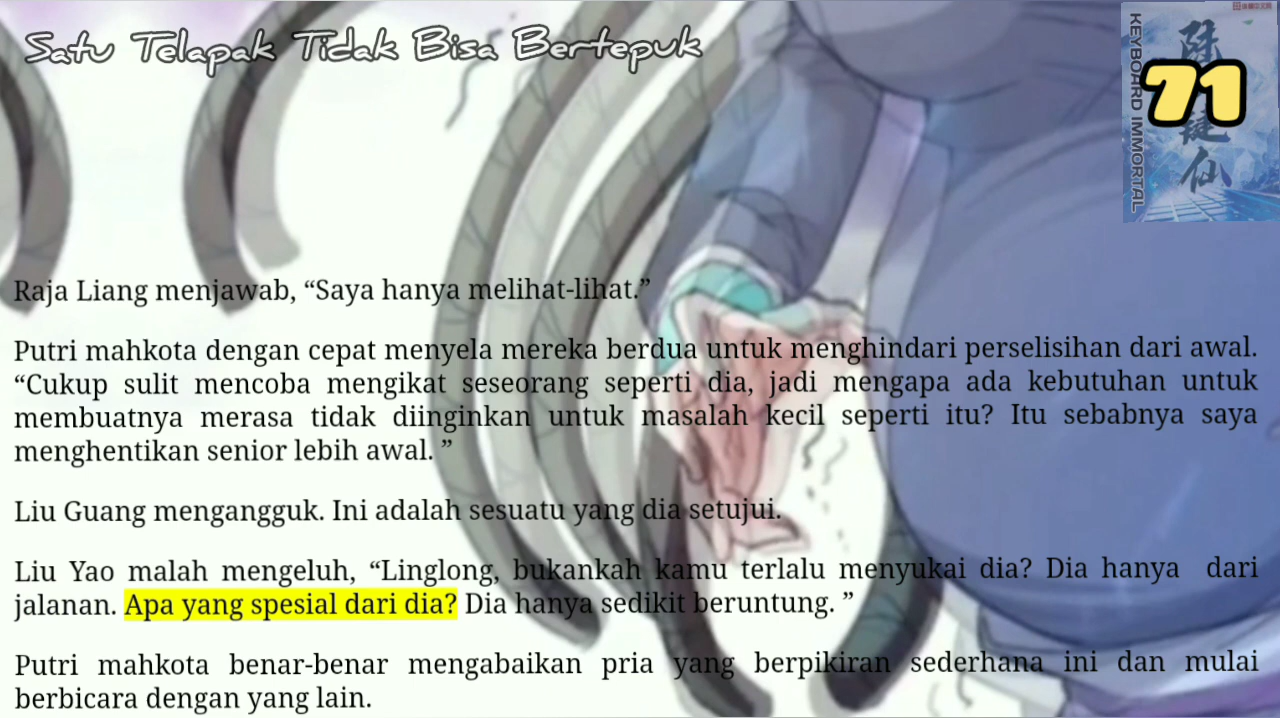 Satu Telapak Tidak Bisa Bertepuk
KEYBOARD IMMORTAL
71
仙
Raja Liang menjawab, “Saya hanya melihat-lihat.”
Putri mahkota dengan cepat menyela mereka berdua untuk menghindari perselisihan dari awal.
“Cukup sulit mencoba mengikat seseorang seperti dia, jadi mengapa ada kebutuhan untuk
membuatnya merasa tidak diinginkan untuk masalah kecil seperti itu? Itu sebabnya saya
menghentikan senior lebih awal. ”
Liu Guang mengangguk. Ini adalah sesuatu yang dia setujui.
Liu Yao malah mengeluh, “Linglong, bukankah kamu terlalu menyukai dia? Dia hanya dari
jalanan. Apa yang spesial dari dia? Dia hanya sedikit beruntung. ”
Putri mahkota benar-benar mengabaikan pria yang berpikiran sederhana ini dan mulai
berbicara dengan yang lain.